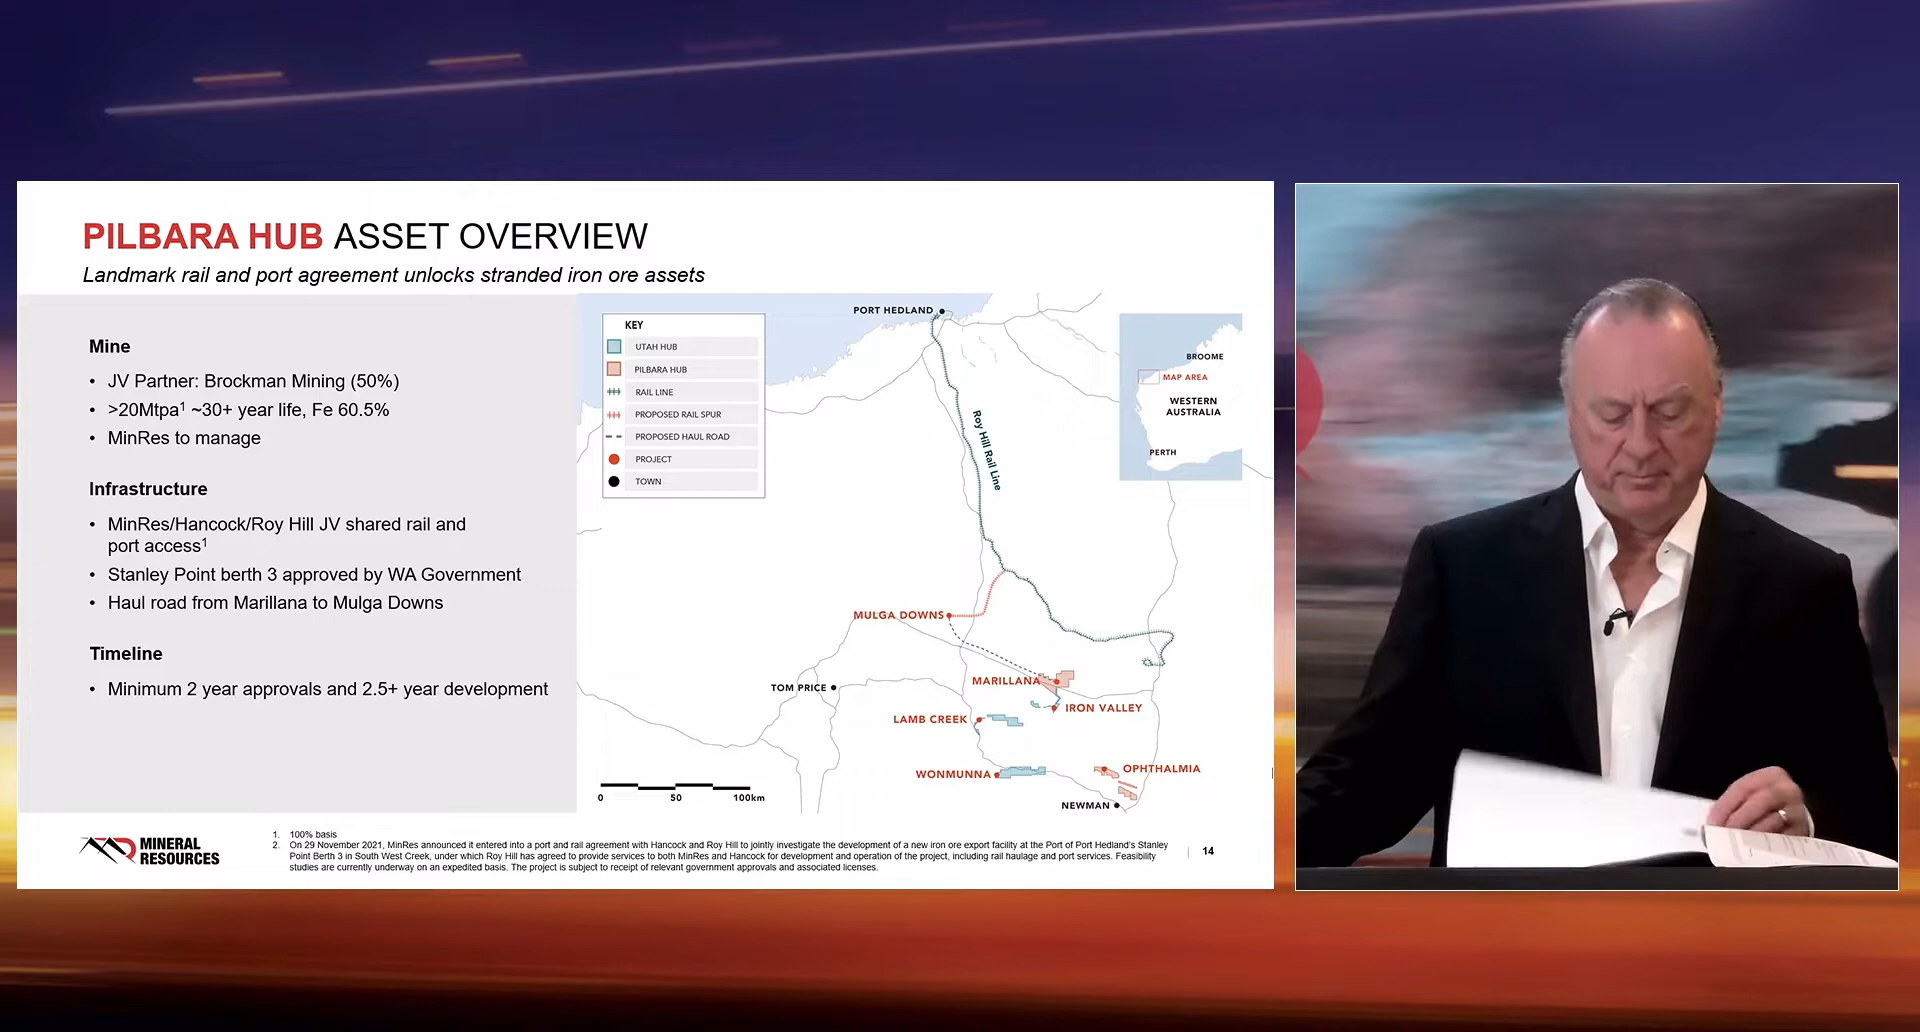 PILBARA HUB ASSET OVERVIEW
Landmark rail and port agreement unlocks stranded iron ore assets
Mine
• JV Partner: Brockman Mining (50%)
• >20Mtpa¹ ~30+ year life, Fe 60.5%
• MinRes to manage
Infrastructure
• MinRes/Hancock/Roy Hill JV shared rail and
port access¹
• Stanley Point berth 3 approved by WA Government
• Haul road from Marillana to Mulga Downs
Timeline
• Minimum 2 year approvals and 2.5+ year development
KEY
UTAH HUB
PILBARA HUB
RAIL LINE
PROPOSED RAIL SPUR
PROPOSED HAUL ROAD
PROJECT
TOWN
PORT HEDLAND
Roy Hill Rail Line
BROOME
MAP AREA
WESTERN
AUSTRALIA
PERTH
MULGA DOWNS
TOM PRICE
MARILLANA
IRON VALLEY
LAMB CREEK
WONMUNNA
OPHTHALMIA
NEWMAN
0 50 100km
MINERAL
RESOURCES
1. 100% basis
2. On 29 November 2021, MinRes announced it entered into a port and rail agreement with Hancock and Roy Hill to jointly investigate the development of a new iron ore export facility at the Port of Port Hedland's Stanley
Point Berth 3 in South West Creek, under which Roy Hill has agreed to provide services to both MinRes and Hancock for development and operation of the project, including rail haulage and port services. Feasibility
studies are currently underway on an expedited basis. The project is subject to receipt of relevant government approvals and associated licenses.
14